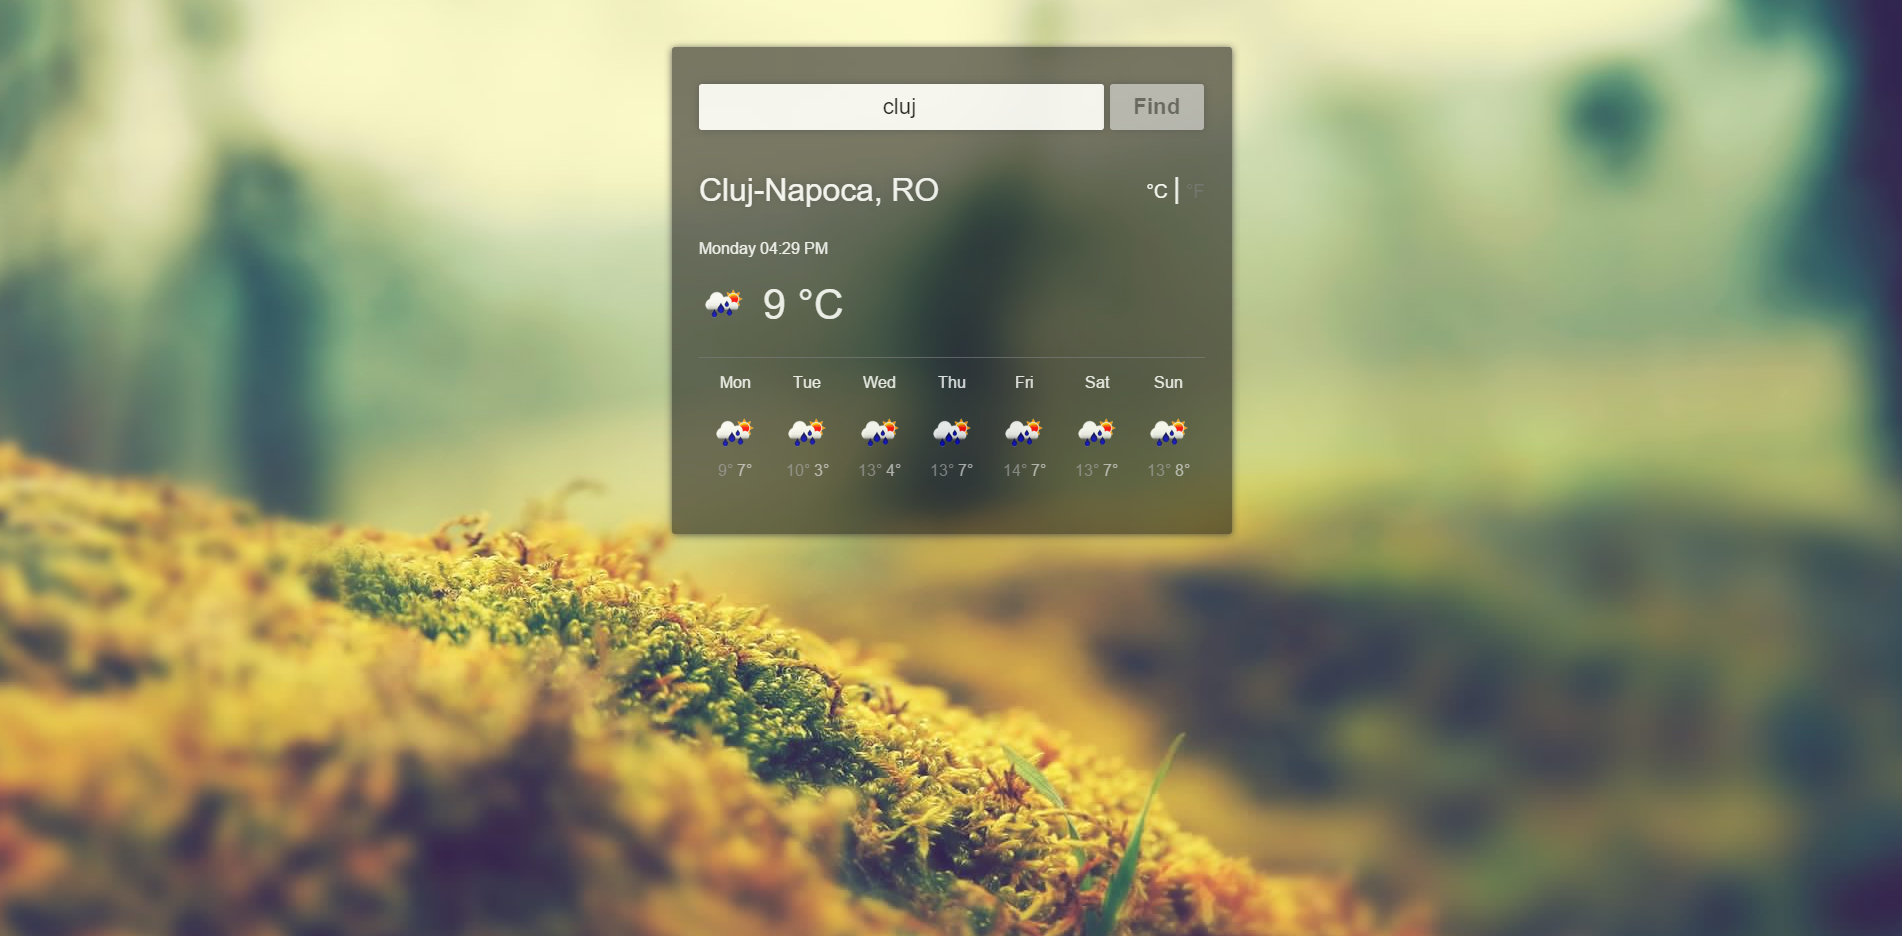 cluj Find
Cluj-Napoca, RO °C | °F
Monday 04:29 PM
9 °C
Mon Tue Wed Thu Fri Sat Sun
9° 7° 10° 3° 13° 4° 13° 7° 14° 7° 13° 7° 13° 8°